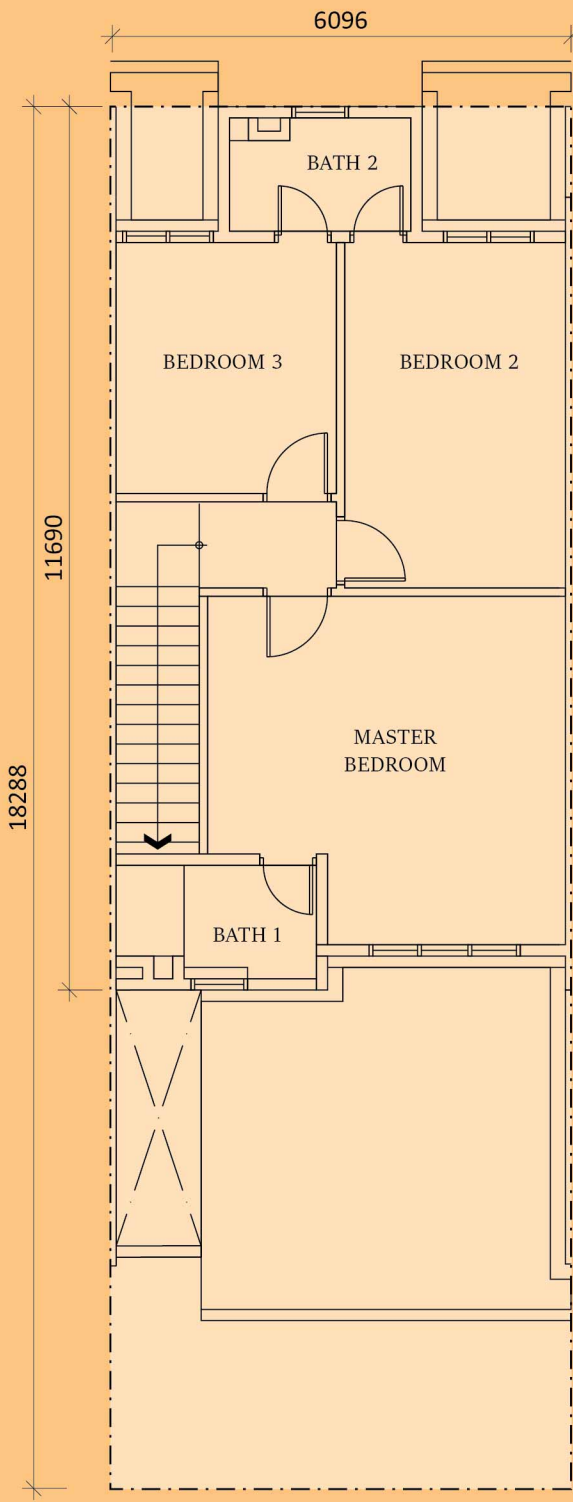 6096
BATH 2
BEDROOM 3
BEDROOM 2
11690
MASTER
BEDROOM
18288
BATH 1